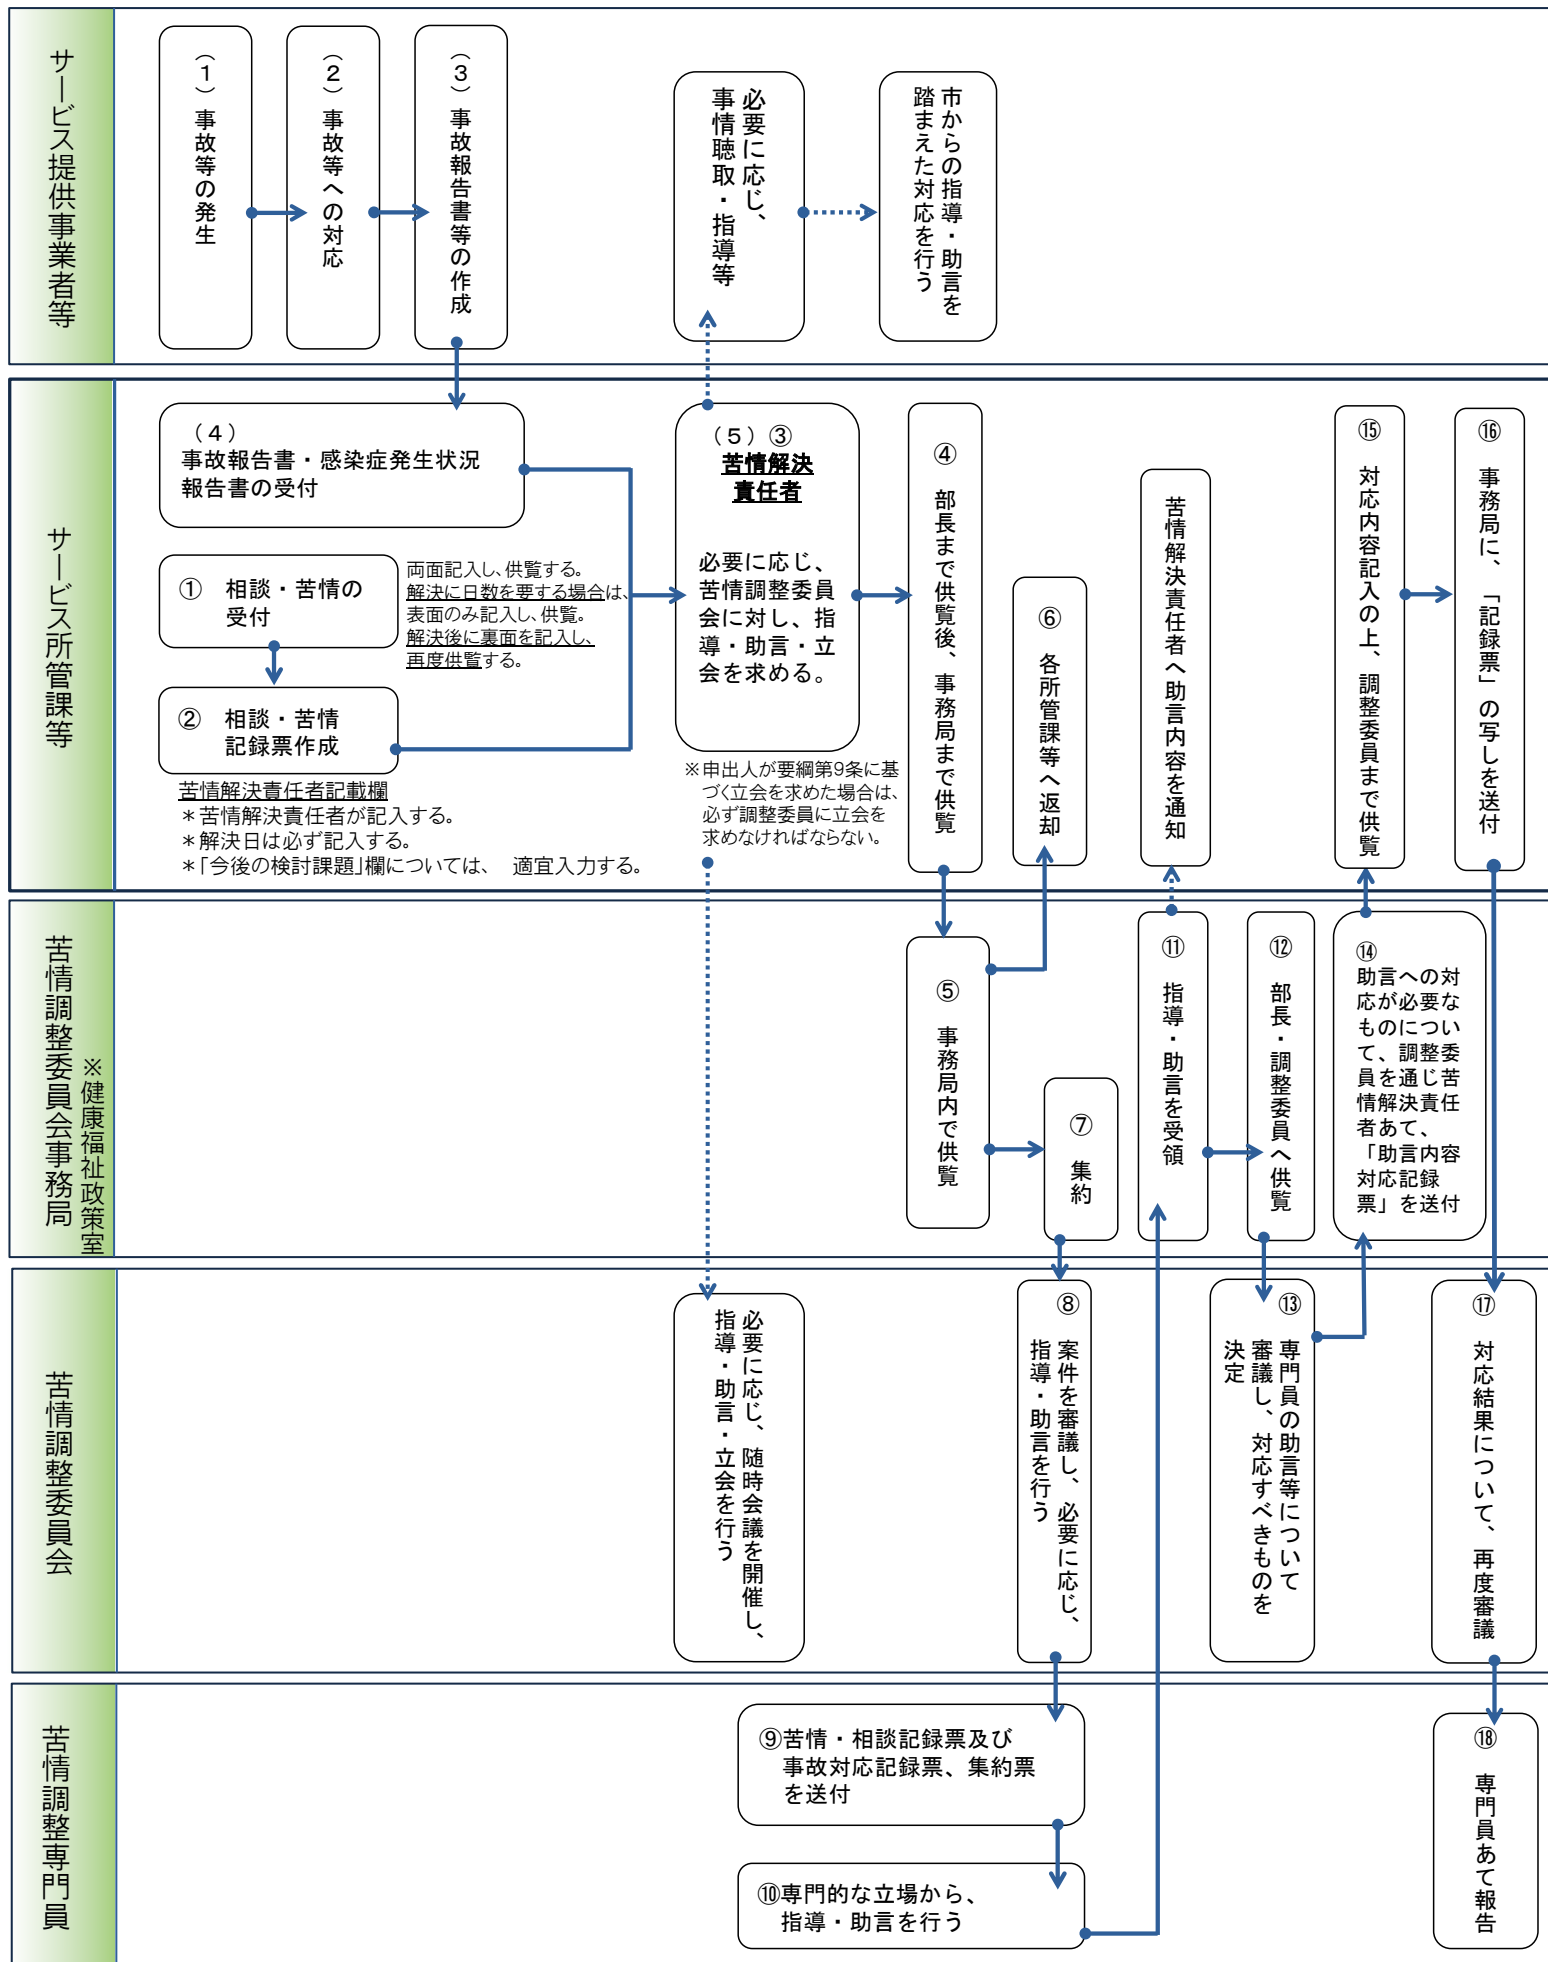 サービス提供事業者等
（１）事故等の発生
（２）事故等への対応
（３）事故報告書等の作成
必要に応じ、
事情聴取・指導等
市からの指導・助言を
踏まえた対応を行う
サービス所管課等
（４）
事故報告書・感染症発生状況
報告書の受付
①　相談・苦情の
受付
両面記入し、供覧する。
解決に日数を要する場合は、
表面のみ記入し、供覧。
解決後に裏面を記入し、
再度供覧する。
②　相談・苦情
記録票作成
苦情解決責任者記載欄
＊苦情解決責任者が記入する。
＊解決日は必ず記入する。
＊「今後の検討課題」欄については、　適宜入力する。
（５）③
苦情解決
責任者
必要に応じ、
苦情調整委員
会に対し、指
導・助言・立
会を求める。
※申出人が要綱第9条に基
づく立会を求めた場合は、
必ず調整委員に立会を
求めなければならない。
④　部長まで供覧後、事務局まで供覧
⑥　各所管課等へ返却
苦情解決責任者へ助言内容を通知
⑮　対応内容記入の上、調整委員まで供覧
⑯　事務局に、「記録票」の写しを送付
苦情調整委員会事務局
※健康福祉政策室
⑤　事務局内で供覧
⑦　集約
⑪　指導・助言を受領
⑫　部長・調整委員へ供覧
⑭
助言への対
応が必要な
ものについ
て、調整委
員を通じ苦
情解決責任
者あて、
「助言内容
対応記録
票」を送付
苦情調整委員会
必要に応じ、随時会議を開催し、
指導・助言・立会を行う
⑧　案件を審議し、必要に応じ、
指導・助言を行う
⑬　専門員の助言等について
審議し、対応すべきものを
決定
⑰　対応結果について、再度審議
苦情調整専門員
⑨苦情・相談記録票及び
事故対応記録票、集約票
を送付
⑩専門的な立場から、
指導・助言を行う
⑱　専門員あて報告